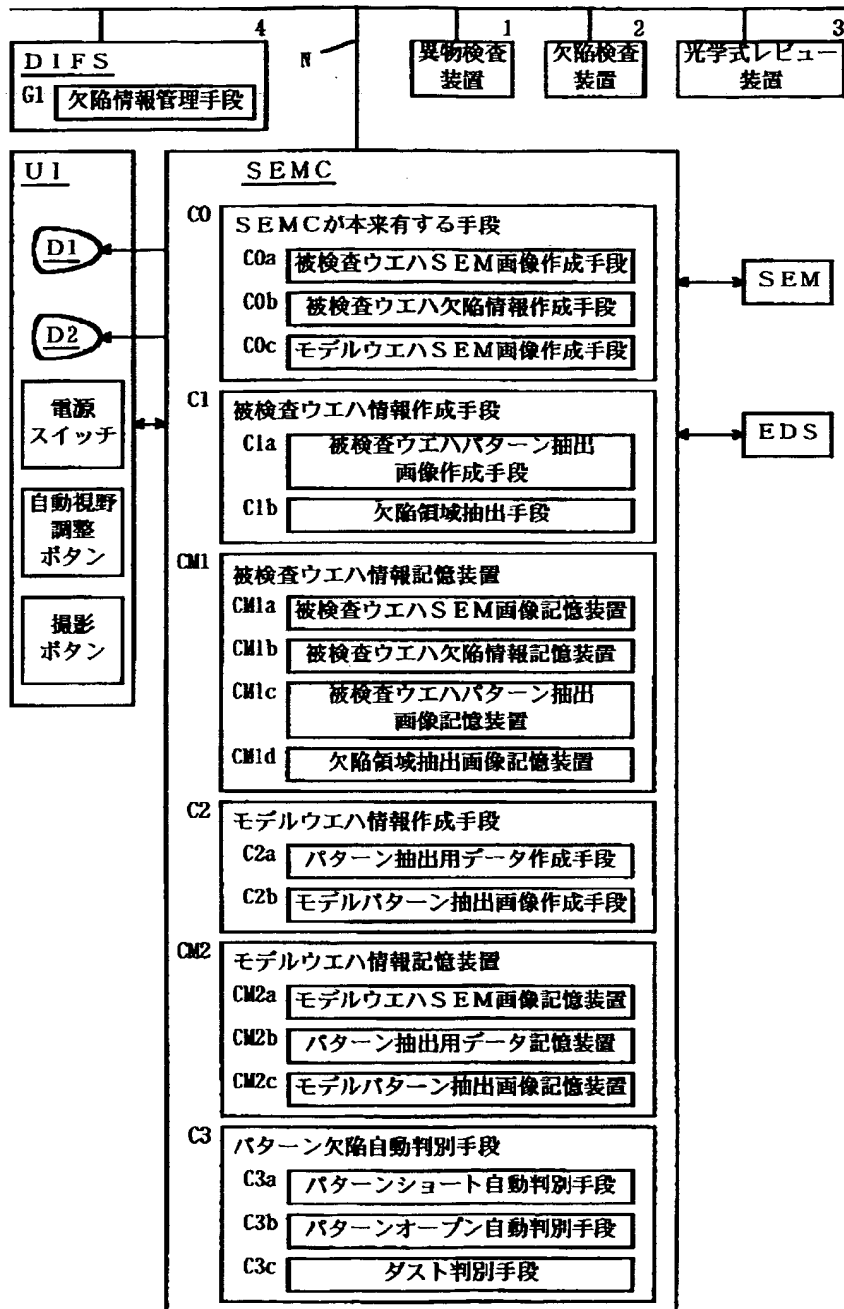 4
N
1
2
3
DIFS
G1
欠陥情報管理手段
異物検査
装置
欠陥検査
装置
光学式レビュー
装置
UI
D1
D2
電源
スイッチ
自動視野
調整
ボタン
撮影
ボタン
SEMC
C0
SEMCが本来有する手段
C0a
被検査ウエハSEM画像作成手段
C0b
被検査ウエハ欠陥情報作成手段
C0c
モデルウエハSEM画像作成手段
SEM
C1
被検査ウエハ情報作成手段
C1a
被検査ウエハパターン抽出
画像作成手段
C1b
欠陥領域抽出手段
EDS
CM1
被検査ウエハ情報記憶装置
CM1a
被検査ウエハSEM画像記憶装置
CM1b
被検査ウエハ欠陥情報記憶装置
CM1c
被検査ウエハパターン抽出
画像記憶装置
CM1d
欠陥領域抽出画像記憶装置
C2
モデルウエハ情報作成手段
C2a
パターン抽出用データ作成手段
C2b
モデルパターン抽出画像作成手段
CM2
モデルウエハ情報記憶装置
CM2a
モデルウエハSEM画像記憶装置
CM2b
パターン抽出用データ記憶装置
CM2c
モデルパターン抽出画像記憶装置
C3
パターン欠陥自動判別手段
C3a
パターンショート自動判別手段
C3b
パターンオープン自動判別手段
C3c
ダスト判別手段